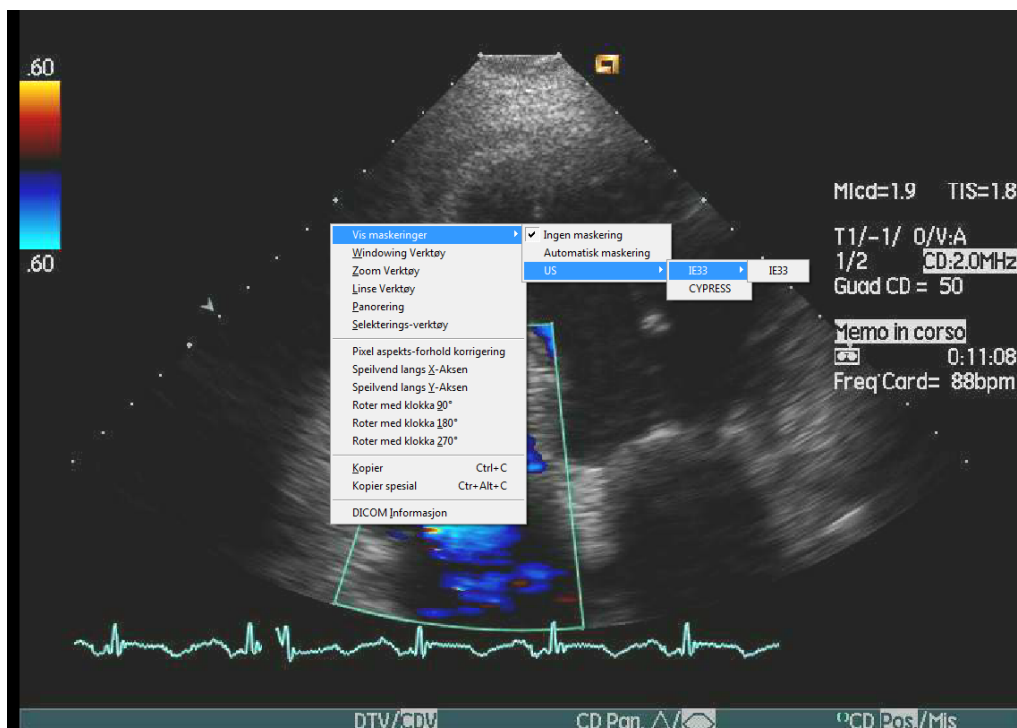 .60
.60
MIcd=1.9 TIS=1.8
T1/-1/ 0/V:A
1/2 CD:2.0MHz
Guad CD = 50
Memo in corso
0:11:08
Freq Card= 88bpm
Vis maskeringer
Windowing Verktøy
Zoom Verktøy
Linse Verktøy
Panorering
Selekterings-verktøy
Pixel aspekts-forhold korrigering
Speilvend langs X-Aksen
Speilvend langs Y-Aksen
Roter med klokka 90°
Roter med klokka 180°
Roter med klokka 270°
Kopier Ctrl+C
Kopier spesial Ctr+Alt+C
DICOM Informasjon
Ingen maskering
Automatisk maskering
US
IE33
CYPRESS
IE33
DTV/CDV CD Pan. CD Pos./Mis